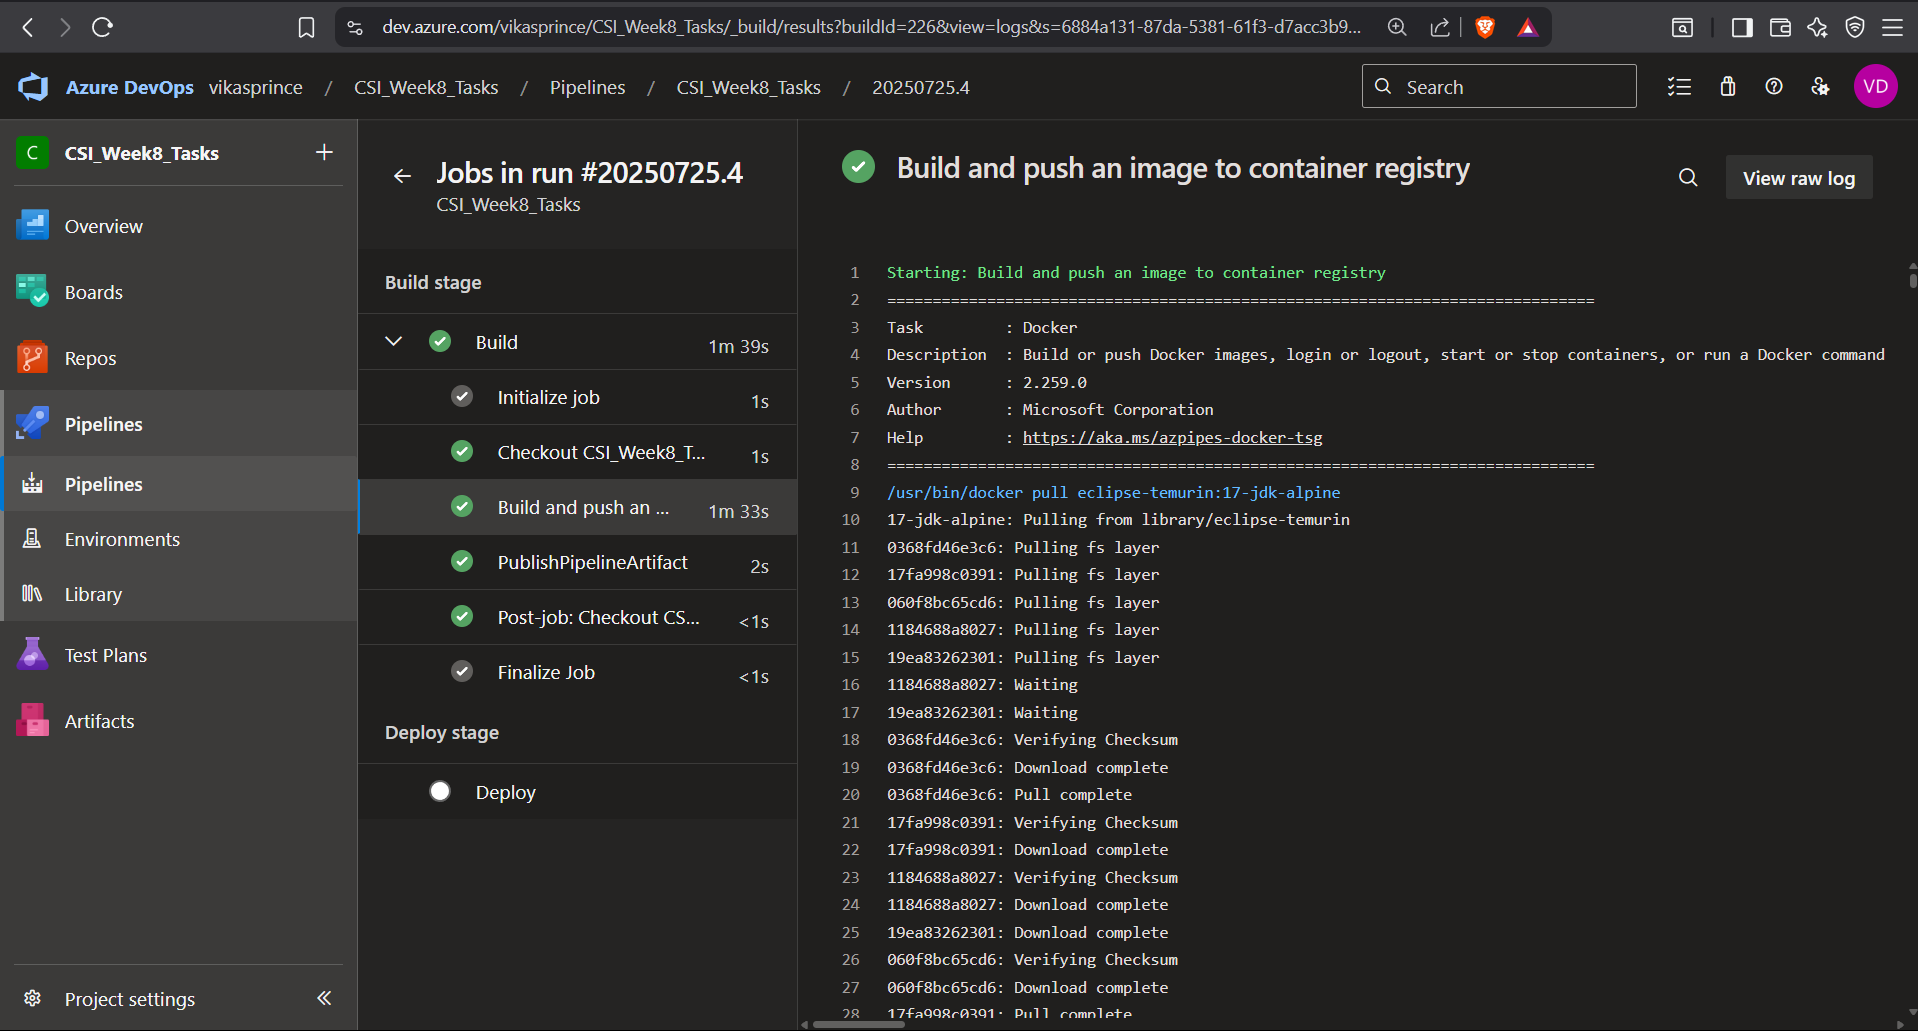 dev.azure.com/vikasprince/CSI_Week8_Tasks/_build/results?buildId=226&view=logs&s=6884a131-87da-5381-61f3-d7acc3b9...
Azure DevOps vikasprince / CSI_Week8_Tasks / Pipelines / CSI_Week8_Tasks / 20250725.4
Search
VD
C CSI_Week8_Tasks
Overview
Boards
Repos
Pipelines
Pipelines
Environments
Library
Test Plans
Artifacts
Project settings
Jobs in run #20250725.4
CSI_Week8_Tasks
Build stage
Build 1m 39s
Initialize job 1s
Checkout CSI_Week8_T... 1s
Build and push an ... 1m 33s
PublishPipelineArtifact 2s
Post-job: Checkout CS... <1s
Finalize Job <1s
Deploy stage
Deploy
Build and push an image to container registry
View raw log
1 Starting: Build and push an image to container registry
2 ==============================================================================
3 Task : Docker
4 Description : Build or push Docker images, login or logout, start or stop containers, or run a Docker command
5 Version : 2.259.0
6 Author : Microsoft Corporation
7 Help : https://aka.ms/azpipes-docker-tsg
8 ==============================================================================
9 /usr/bin/docker pull eclipse-temurin:17-jdk-alpine
10 17-jdk-alpine: Pulling from library/eclipse-temurin
11 0368fd46e3c6: Pulling fs layer
12 17fa998c0391: Pulling fs layer
13 060f8bc65cd6: Pulling fs layer
14 1184688a8027: Pulling fs layer
15 19ea83262301: Pulling fs layer
16 1184688a8027: Waiting
17 19ea83262301: Waiting
18 0368fd46e3c6: Verifying Checksum
19 0368fd46e3c6: Download complete
20 0368fd46e3c6: Pull complete
21 17fa998c0391: Verifying Checksum
22 17fa998c0391: Download complete
23 1184688a8027: Verifying Checksum
24 1184688a8027: Download complete
25 19ea83262301: Download complete
26 060f8bc65cd6: Verifying Checksum
27 060f8bc65cd6: Download complete
28 17fa998c0391: Pull complete